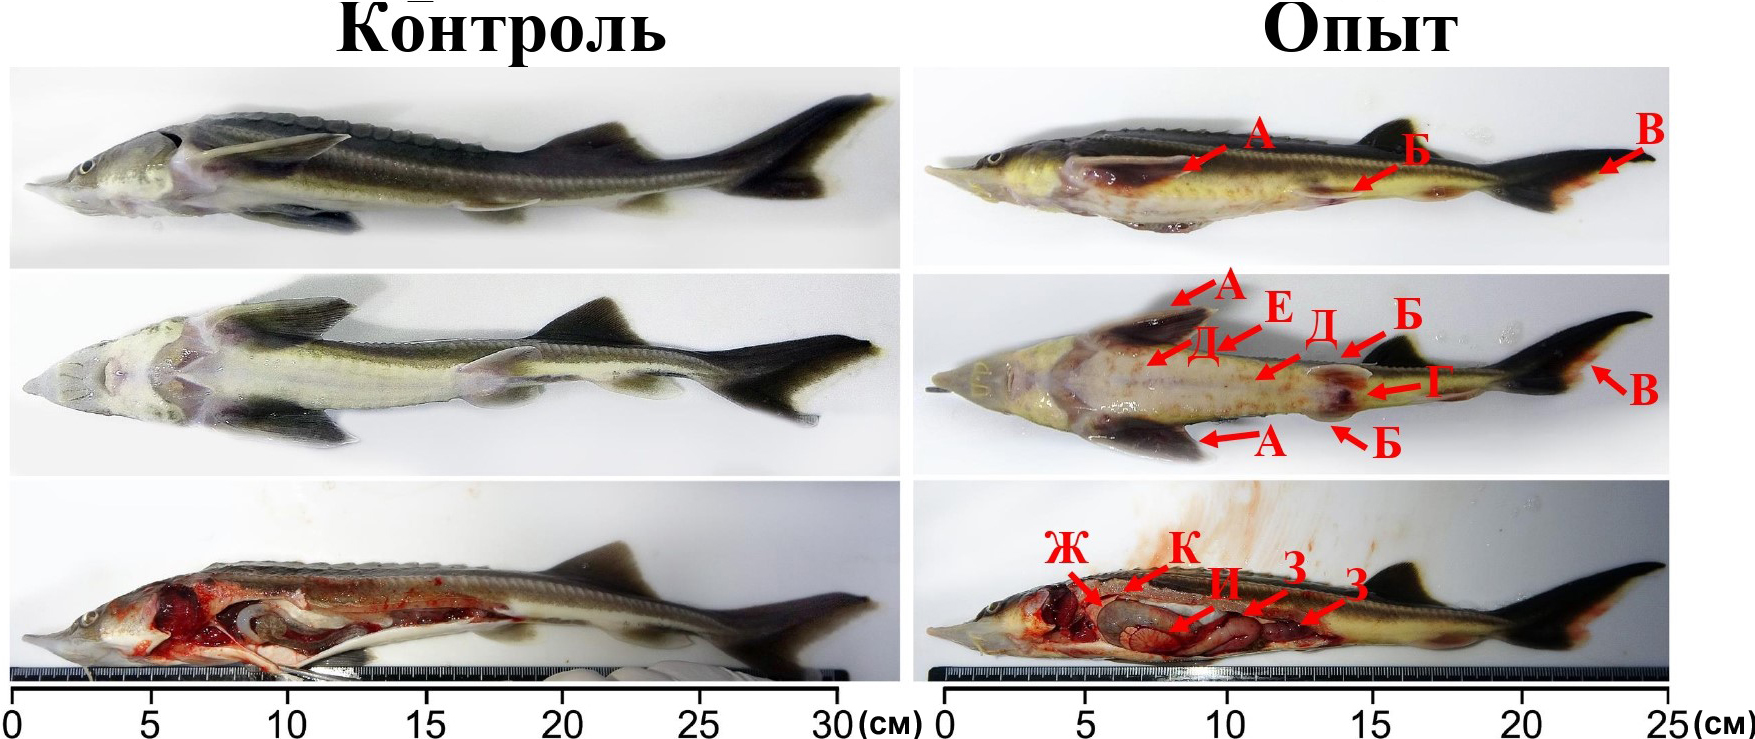 Контроль
Опыт
А
Б
В
А
Е
Д
Д
Б
Г
В
А
Б
Ж
К
И
З
З
0 5 10 15 20 25 30 (см)
0 5 10 15 20 25 (см)